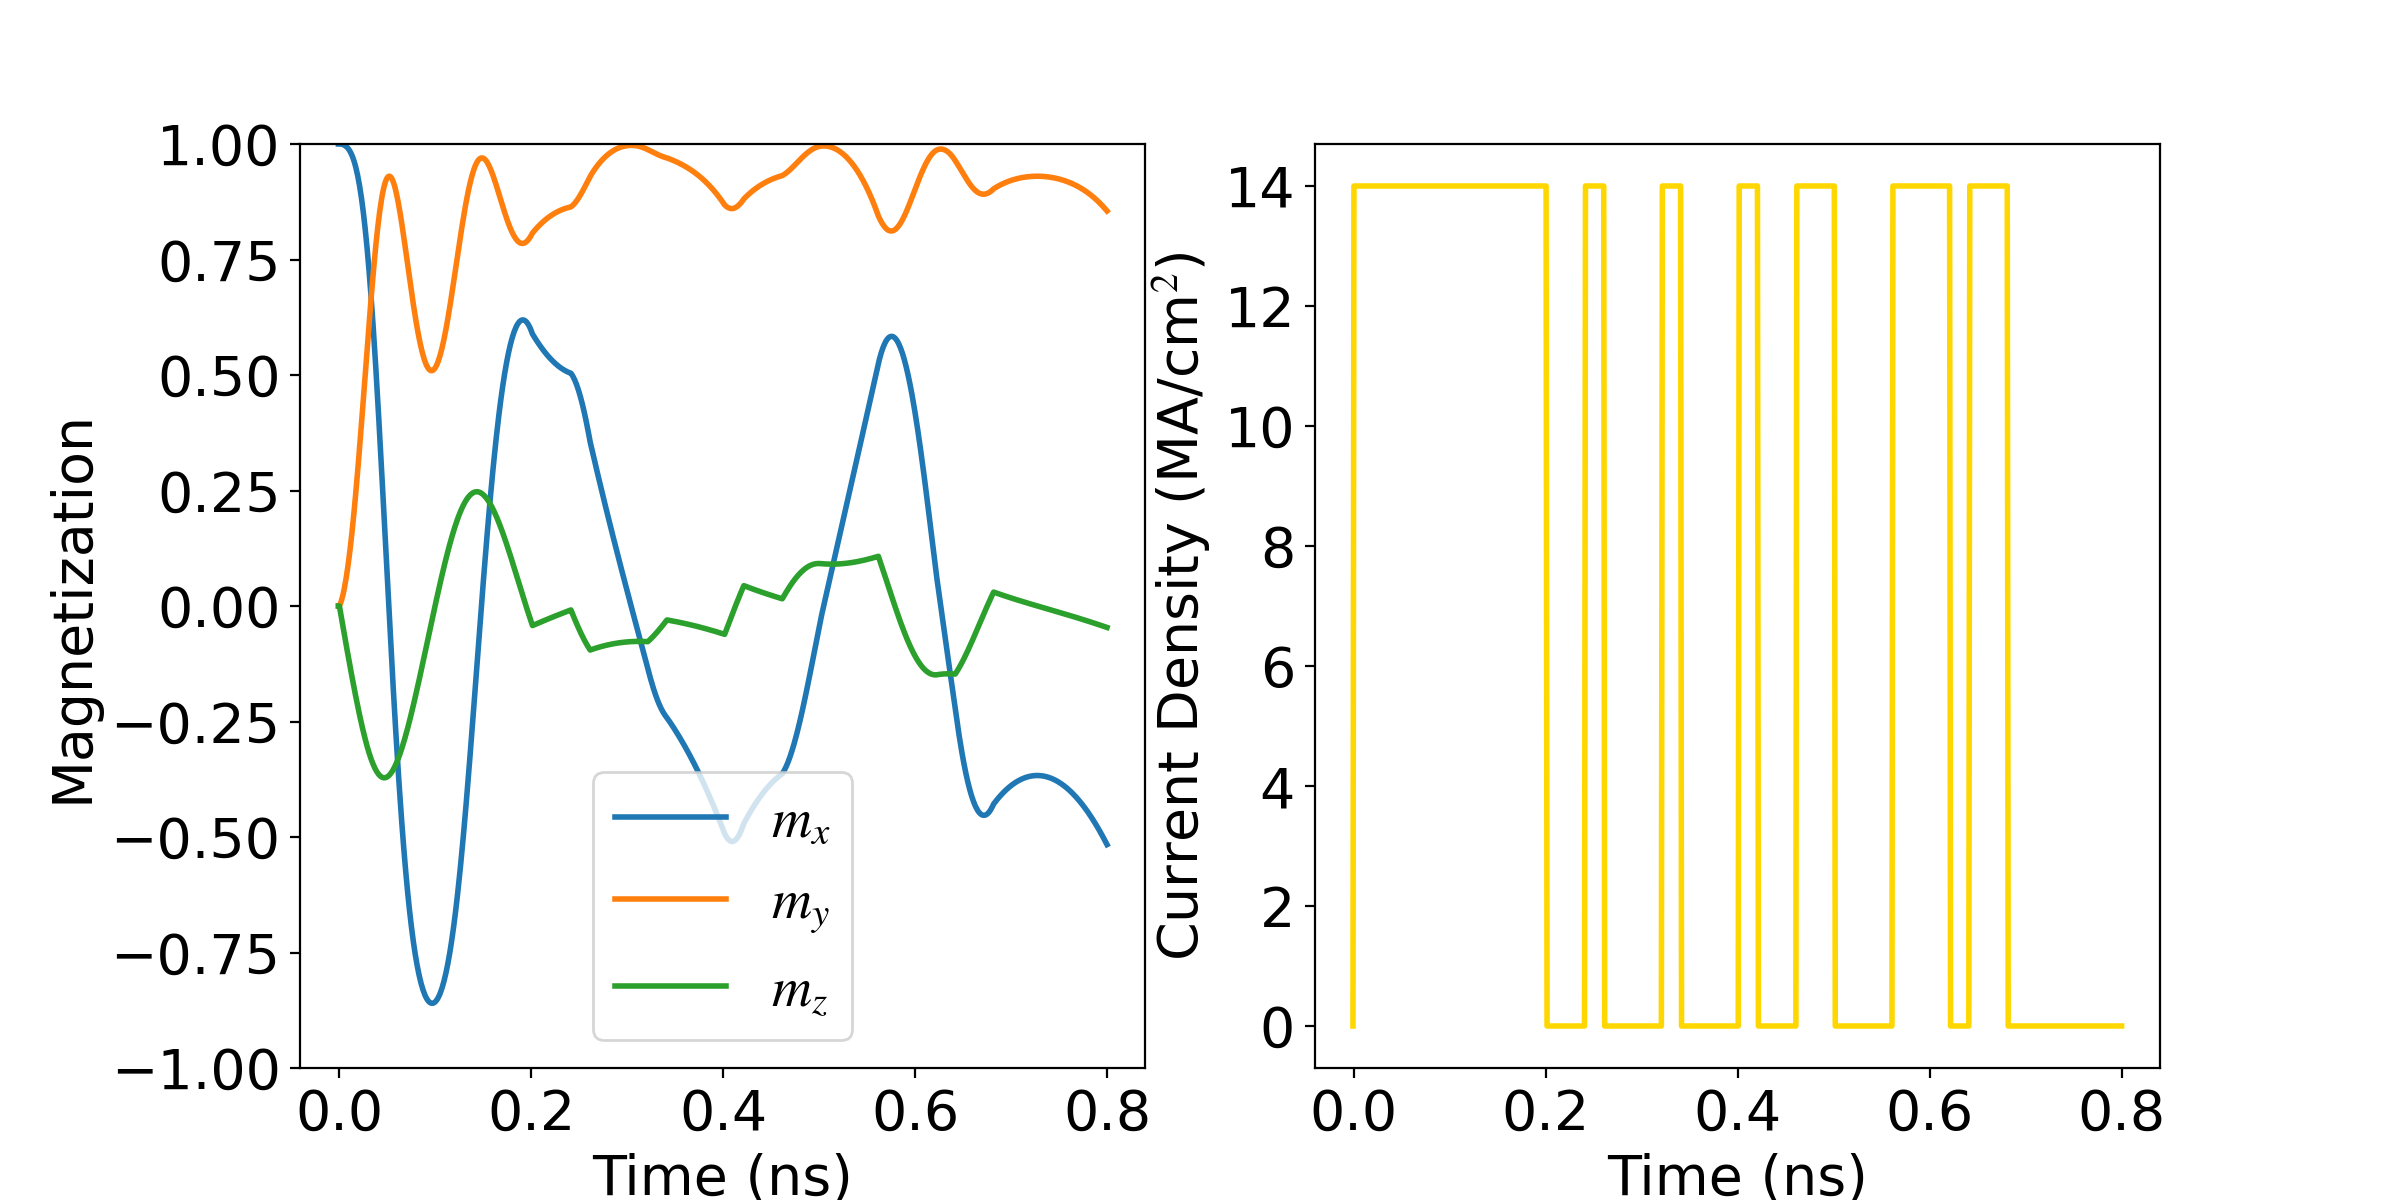 Magnetization
1.00
0.75
0.50
0.25
0.00
−0.25
−0.50
−0.75
−1.00
0.0 0.2 0.4 0.6 0.8
Time (ns)
m_x
m_y
m_z
Current Density (MA/cm²)
14
12
10
8
6
4
2
0
0.0 0.2 0.4 0.6 0.8
Time (ns)